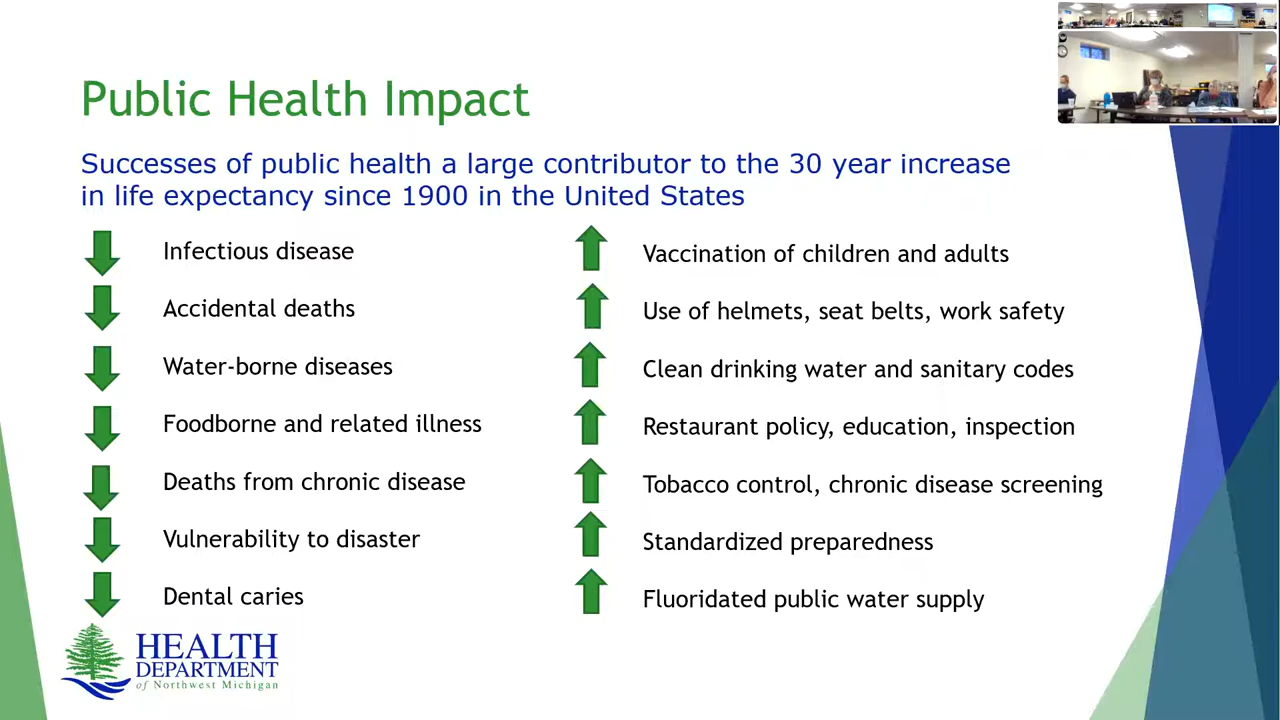 Public Health Impact
Successes of public health a large contributor to the 30 year increase
in life expectancy since 1900 in the United States
Infectious disease
Vaccination of children and adults
Accidental deaths
Use of helmets, seat belts, work safety
Water-borne diseases
Clean drinking water and sanitary codes
Foodborne and related illness
Restaurant policy, education, inspection
Deaths from chronic disease
Tobacco control, chronic disease screening
Vulnerability to disaster
Standardized preparedness
Dental caries
Fluoridated public water supply
HEALTH
DEPARTMENT
of Northwest Michigan